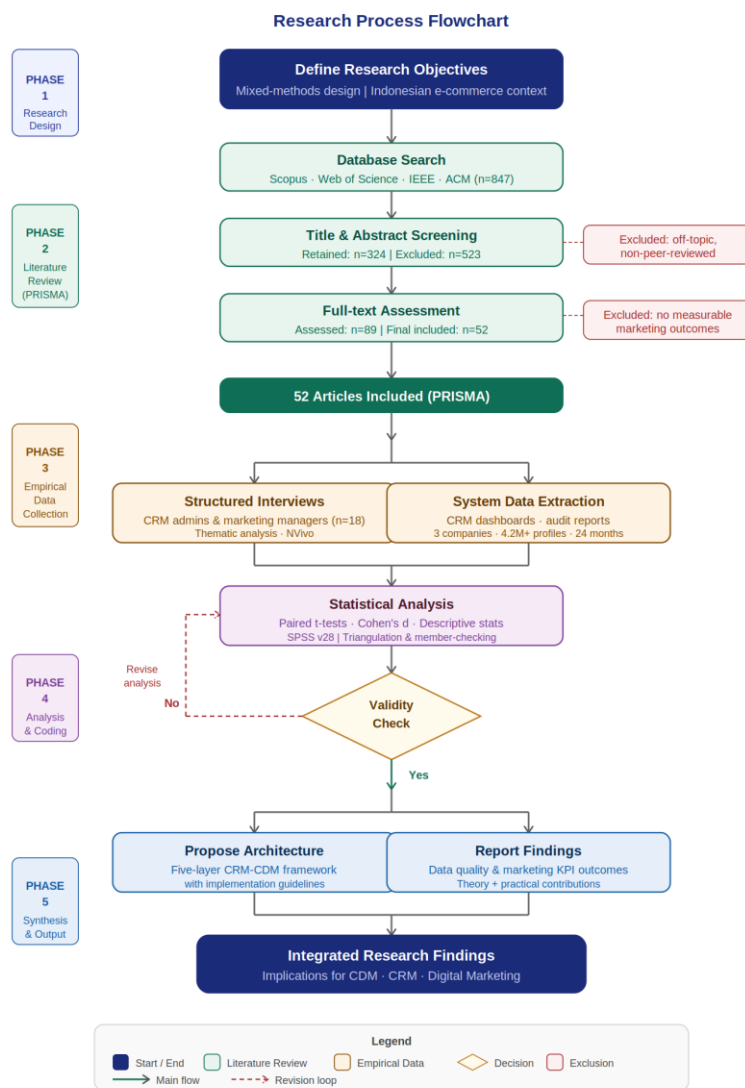 Research Process Flowchart
PHASE
1
Research
Design
Define Research Objectives
Mixed-methods design | Indonesian e-commerce context
Database Search
Scopus · Web of Science · IEEE · ACM (n=847)
PHASE
2
Literature
Review
(PRISMA)
Title & Abstract Screening
Retained: n=324 | Excluded: n=523
Excluded: off-topic,
non-peer-reviewed
Full-text Assessment
Assessed: n=89 | Final included: n=52
Excluded: no measurable
marketing outcomes
52 Articles Included (PRISMA)
PHASE
3
Empirical
Data
Collection
Structured Interviews
CRM admins & marketing managers (n=18)
Thematic analysis · NVivo
System Data Extraction
CRM dashboards · audit reports
3 companies · 4.2M+ profiles · 24 months
Statistical Analysis
Paired t-tests · Cohen's d · Descriptive stats
SPSS v28 | Triangulation & member-checking
PHASE
4
Analysis
& Coding
Revise
analysis
No
Validity
Check
Yes
PHASE
5
Synthesis
& Output
Propose Architecture
Five-layer CRM-CDM framework
with implementation guidelines
Report Findings
Data quality & marketing KPI outcomes
Theory + practical contributions
Integrated Research Findings
Implications for CDM · CRM · Digital Marketing
Legend
Start / End
Literature Review
Empirical Data
Decision
Exclusion
Main flow
Revision loop